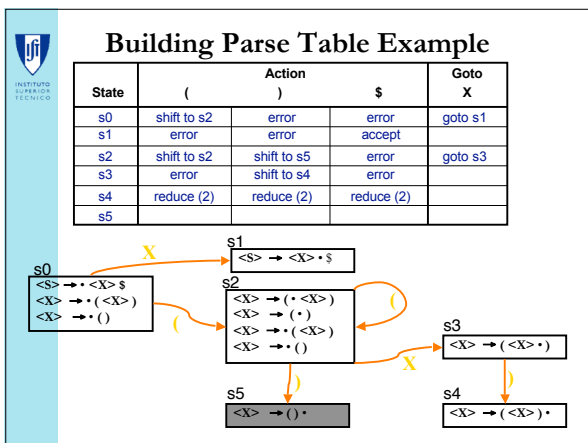 Building Parse Table Example
INSTITUTO
SUPERIOR
TECNICO
Action Goto
State ( ) $ X
s0 shift to s2 error error goto s1
s1 error error accept
s2 shift to s2 shift to s5 error goto s3
s3 error shift to s4 error
s4 reduce (2) reduce (2) reduce (2)
s5
s0
<S> → • <X> $
<X> → • ( <X> )
<X> → • ( )
X
(
s1
<S> → <X> • $
s2
<X> → ( • <X> )
<X> → ( • )
<X> → • ( <X> )
<X> → • ( )
(
X
)
s3
<X> → ( <X> • )
)
s5
<X> → ( ) •
s4
<X> → ( <X> ) •